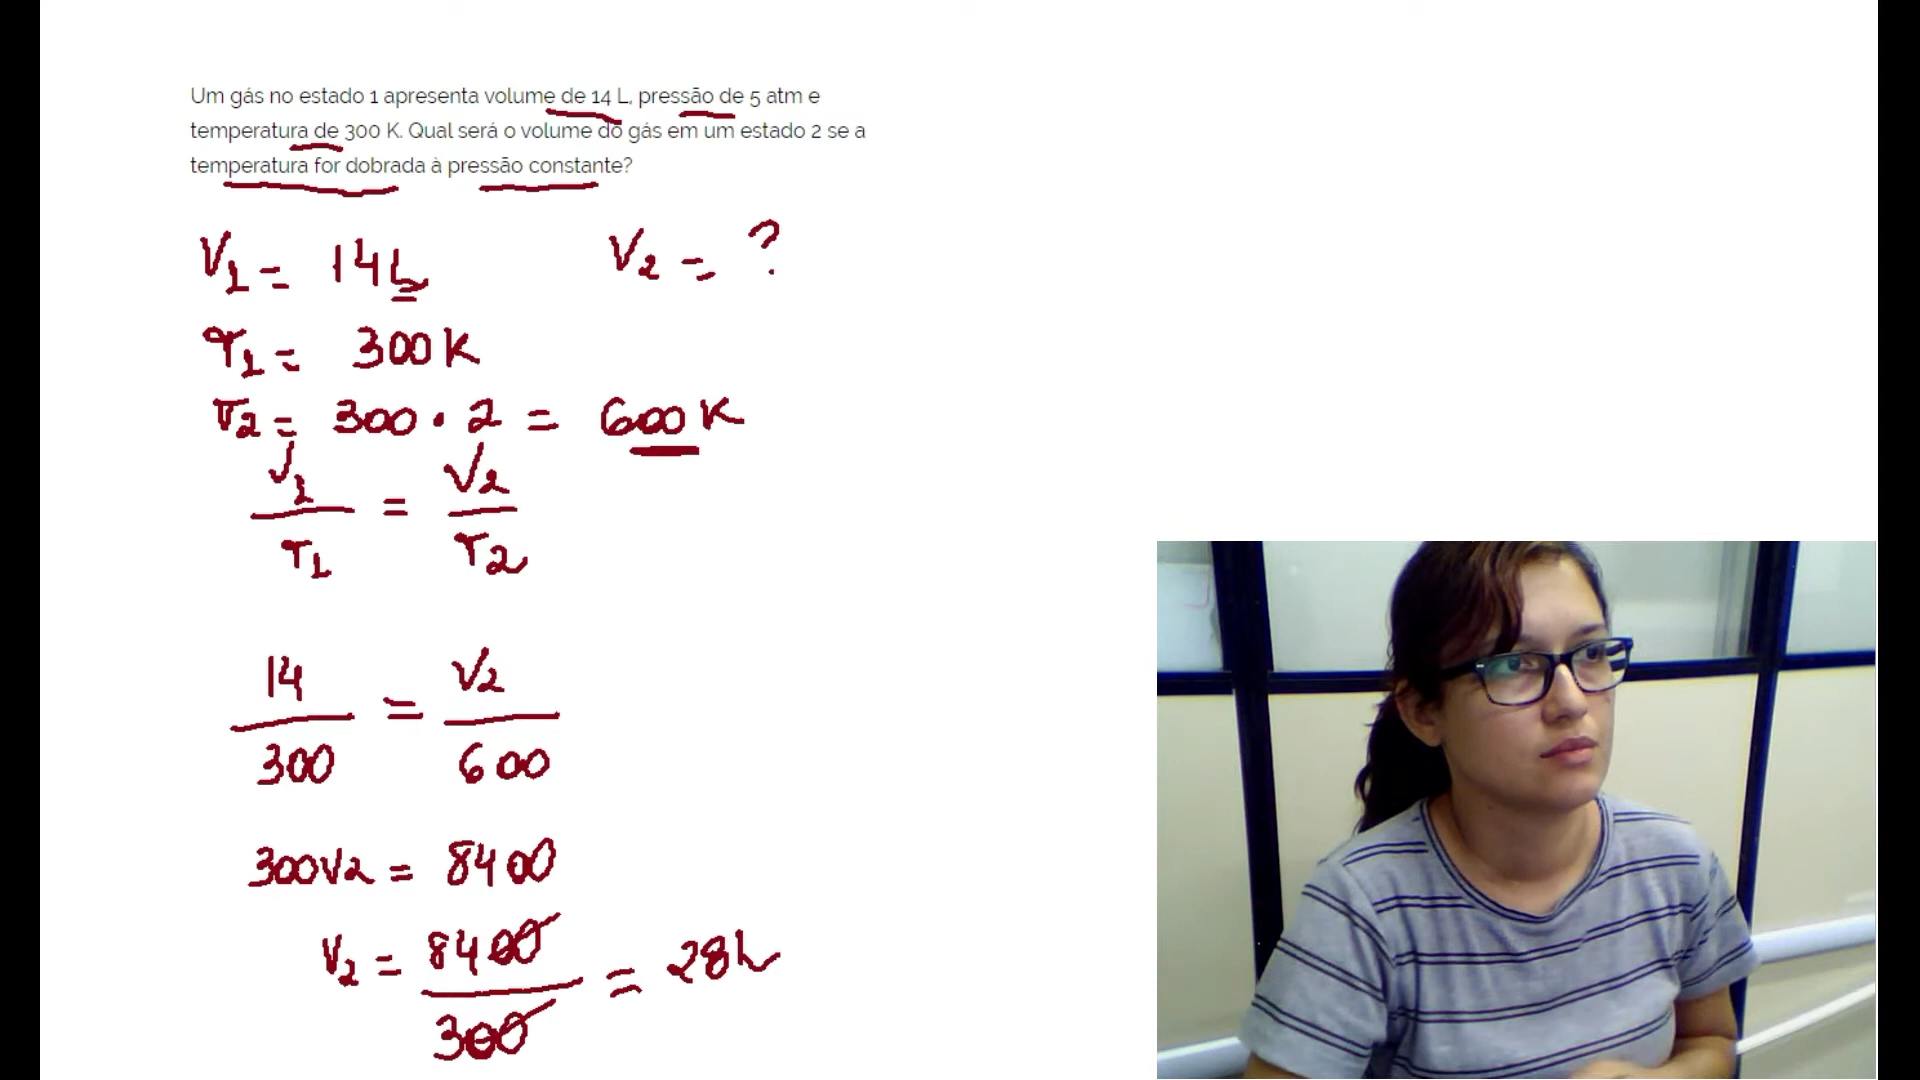 Um gás no estado 1 apresenta volume de 14 L, pressão de 5 atm e
temperatura de 300 K. Qual será o volume do gás em um estado 2 se a
temperatura for dobrada à pressão constante?
V1 = 14L
V2 = ?
T1 = 300K
T2 = 300 · 2 = 600K
V1 = V2
T1 T2
14 = V2
300 600
300V2 = 8400
V2 = 8400 = 28L
300